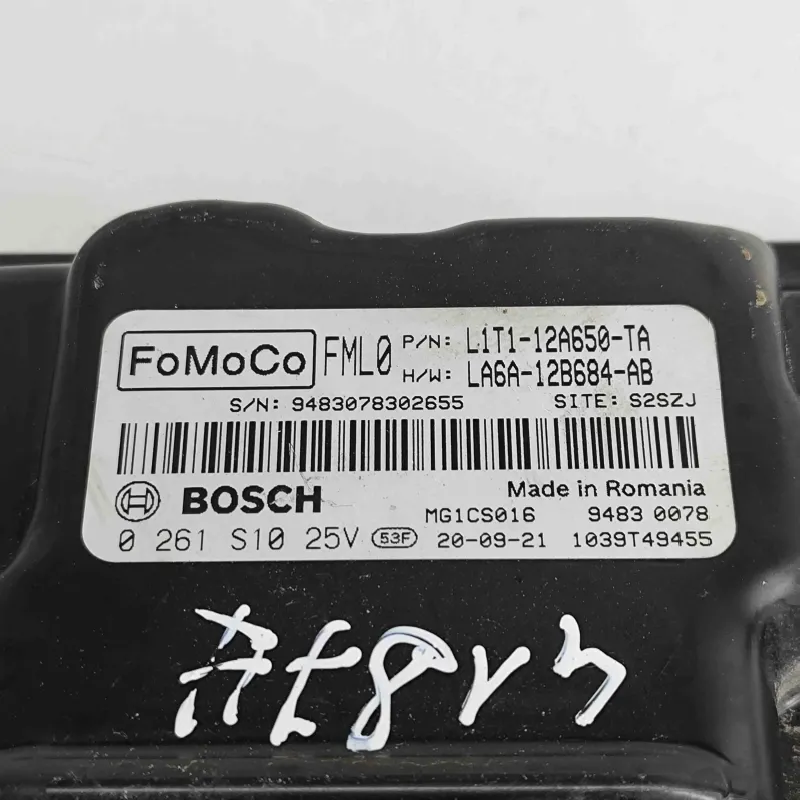 FoMoCo FML0 P/N: L1T1-12A650-TA
H/W: LA6A-12B684-AB
S/N: 9483078302655 SITE: S2SZJ
BOSCH Made in Romania
MG1CS016 9483 0078
0 261 S10 25V 53F 20-09-21 1039T49455